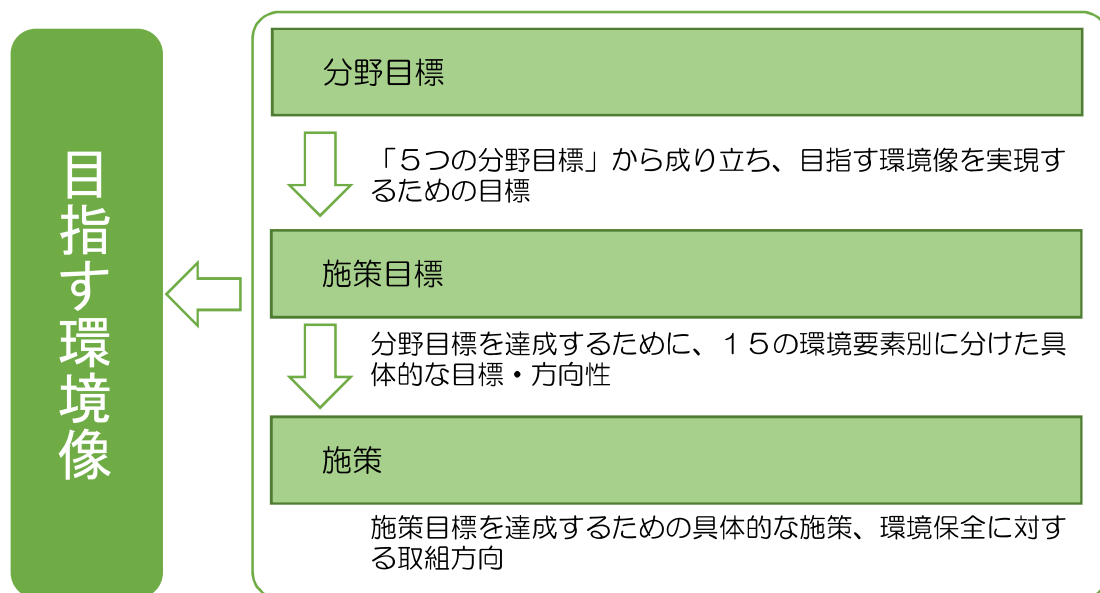 目指す環境像
分野目標
「５つの分野目標」から成り立ち、目指す環境像を実現す
るための目標
施策目標
分野目標を達成するために、１５の環境要素別に分けた具
体的な目標・方向性
施策
施策目標を達成するための具体的な施策、環境保全に対す
る取組方向